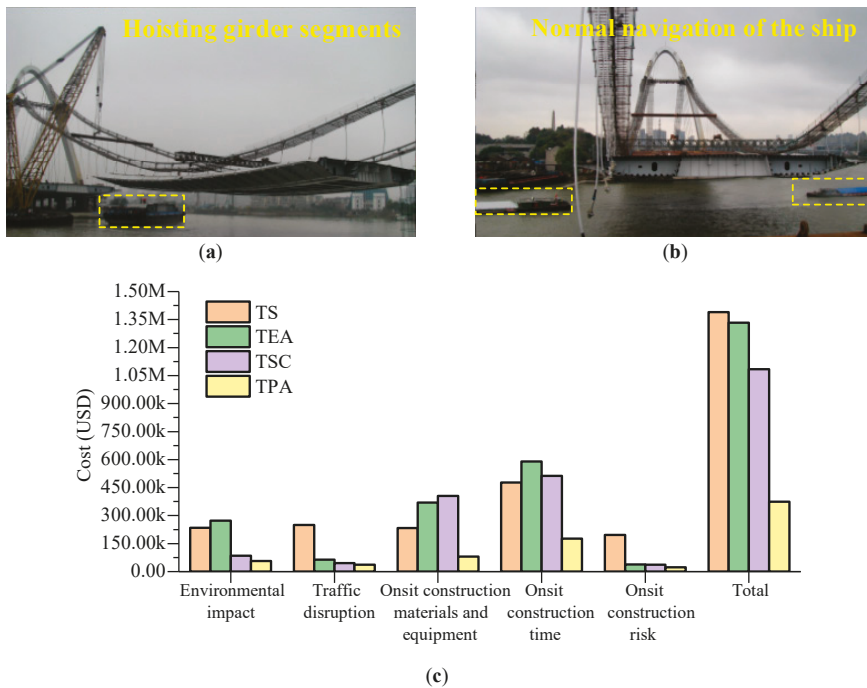 Hoisting girder segments
Normal navigation of the ship
(a)
(b)
1.50M
1.35M
1.20M
1.05M
900.00k
750.00k
600.00k
450.00k
300.00k
150.00k
0.00
Cost (USD)
TS
TEA
TSC
TPA
Environmental
impact
Traffic
disruption
Onsit construction
materials and
equipment
Onsit
construction
time
Onsit
construction
risk
Total
(c)